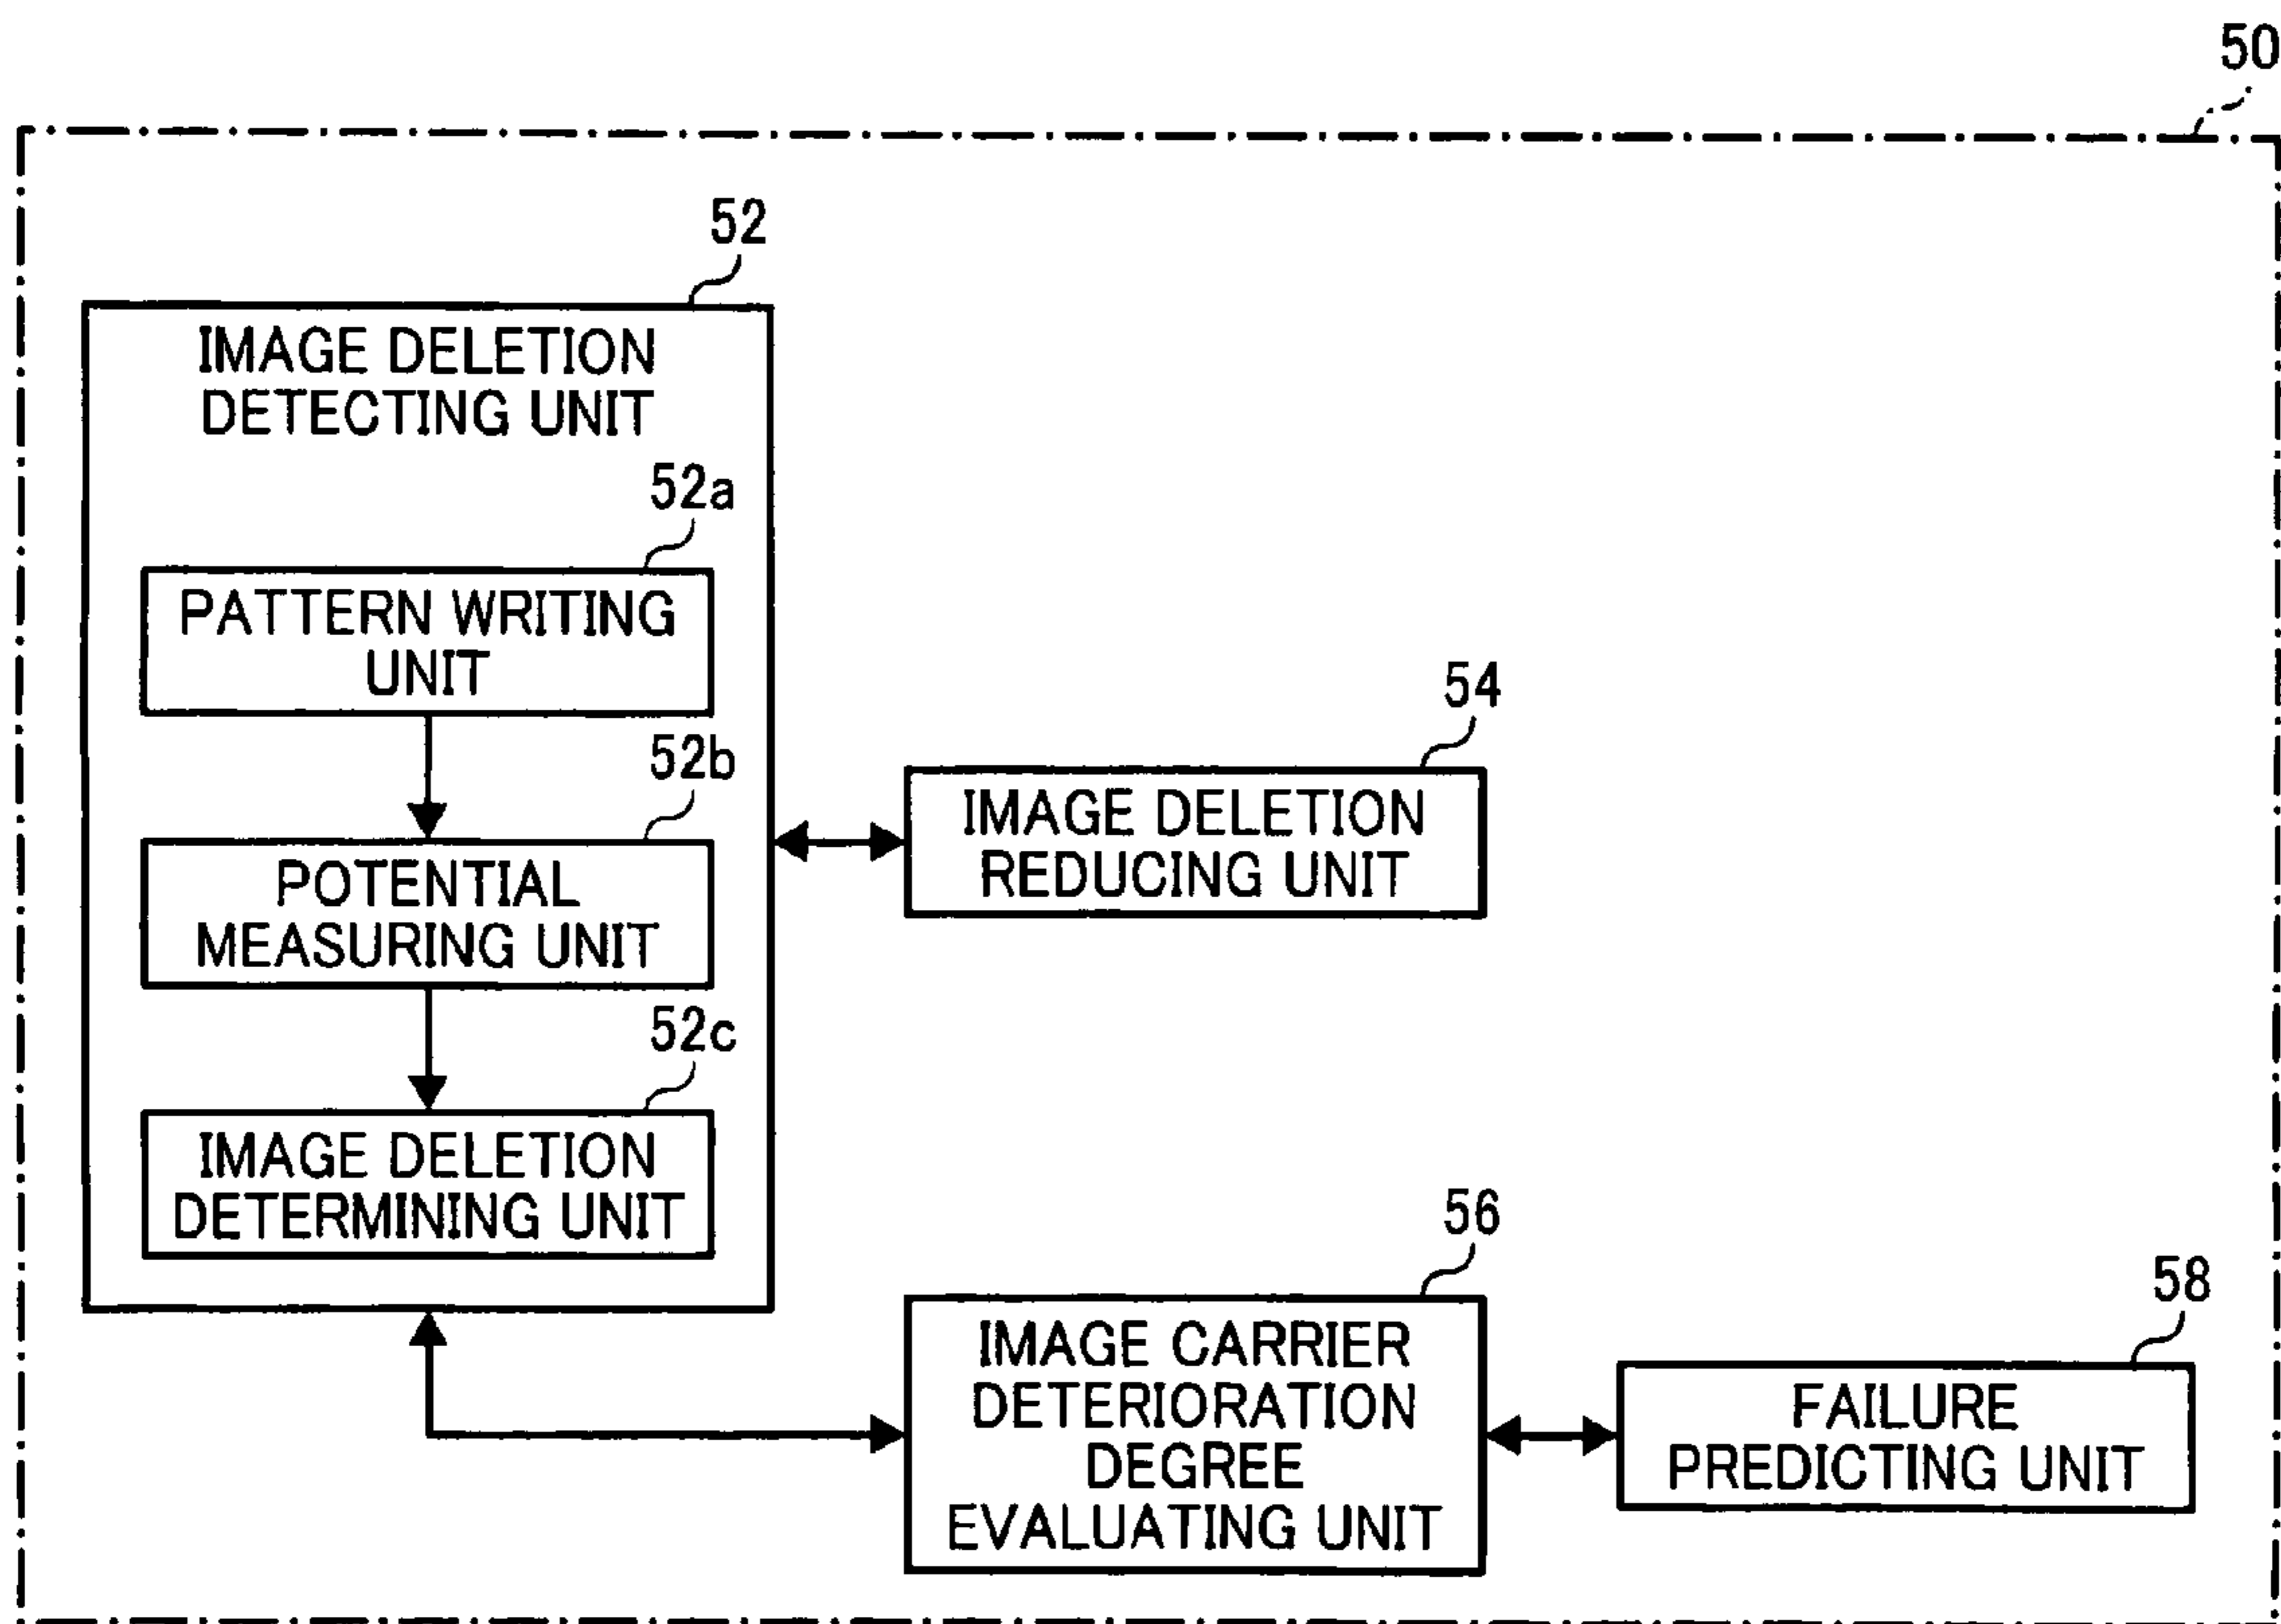 50
52
IMAGE DELETION
DETECTING UNIT
52a
PATTERN WRITING
UNIT
52b
POTENTIAL
MEASURING UNIT
52c
IMAGE DELETION
DETERMINING UNIT
54
IMAGE DELETION
REDUCING UNIT
56
IMAGE CARRIER
DETERIORATION
DEGREE
EVALUATING UNIT
58
FAILURE
PREDICTING UNIT